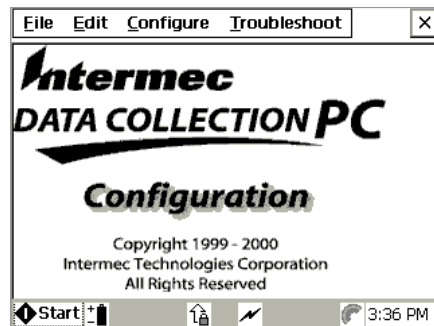 File Edit Configure Troubleshoot
Intermec
DATA COLLECTION PC
Configuration
Copyright 1999 - 2000
Intermec Technologies Corporation
All Rights Reserved
Start 3:36 PM